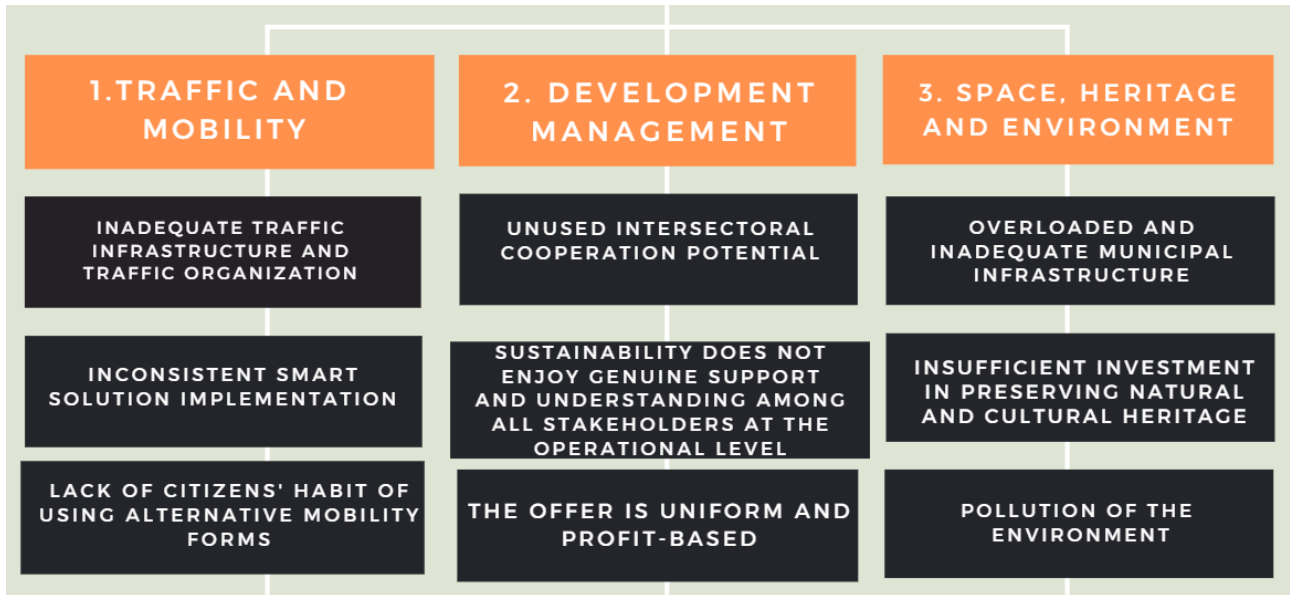 1.TRAFFIC AND
MOBILITY
INADEQUATE TRAFFIC
INFRASTRUCTURE AND
TRAFFIC ORGANIZATION
INCONSISTENT SMART
SOLUTION IMPLEMENTATION
LACK OF CITIZENS' HABIT OF
USING ALTERNATIVE MOBILITY
FORMS
2. DEVELOPMENT
MANAGEMENT
UNUSED INTERSECTORAL
COOPERATION POTENTIAL
SUSTAINABILITY DOES NOT
ENJOY GENUINE SUPPORT
AND UNDERSTANDING AMONG
ALL STAKEHOLDERS AT THE
OPERATIONAL LEVEL
THE OFFER IS UNIFORM AND
PROFIT-BASED
3. SPACE, HERITAGE
AND ENVIRONMENT
OVERLOADED AND
INADEQUATE MUNICIPAL
INFRASTRUCTURE
INSUFFICIENT INVESTMENT
IN PRESERVING NATURAL
AND CULTURAL HERITAGE
POLLUTION OF THE
ENVIRONMENT